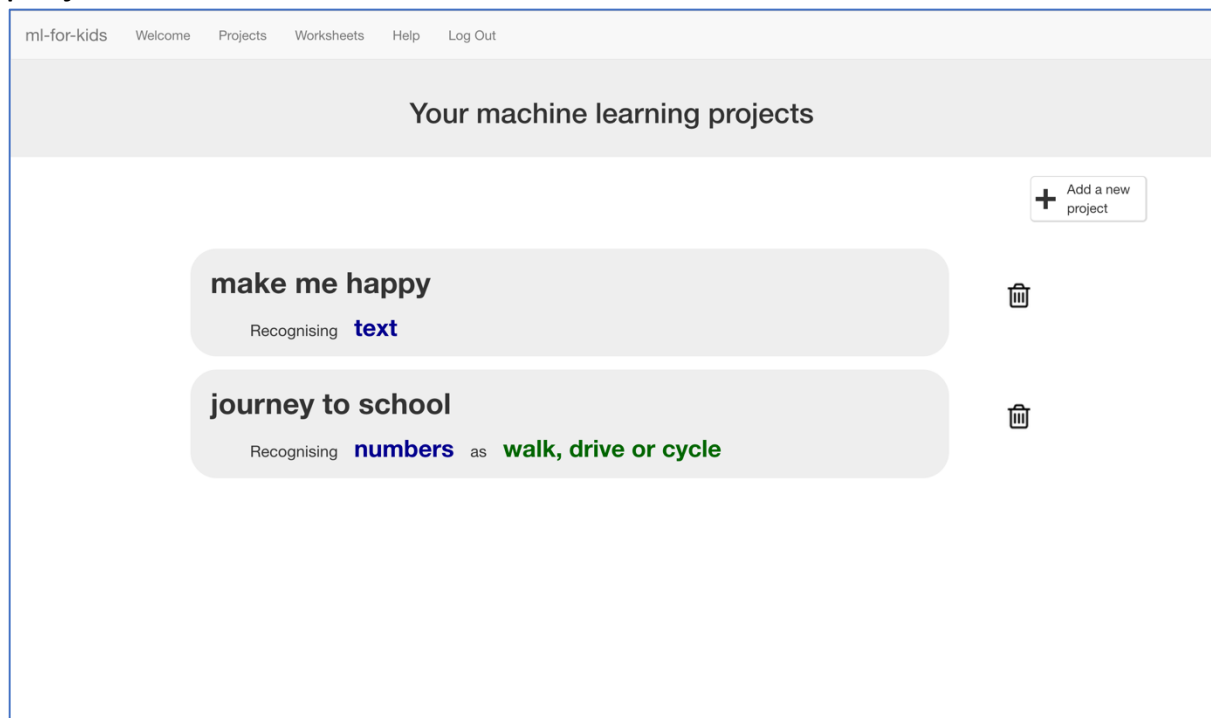 ml-for-kids Welcome Projects Worksheets Help Log Out
Your machine learning projects
Add a new
project
make me happy
Recognising text
journey to school
Recognising numbers as walk, drive or cycle